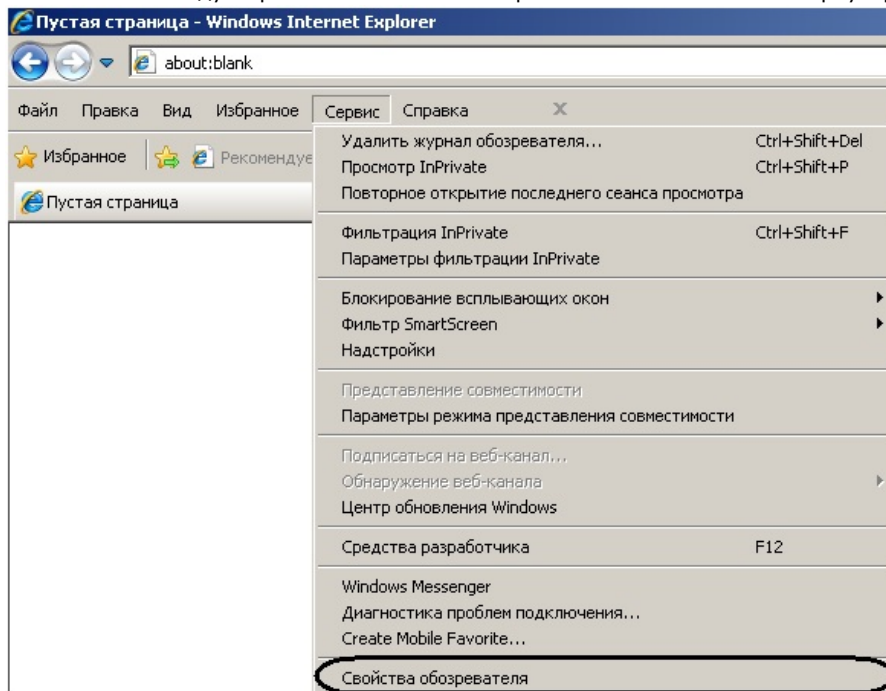 Пустая страница - Windows Internet Explorer
about:blank
Файл Правка Вид Избранное Сервис Справка X
Избранное Рекомендуе
Пустая страница
Удалить журнал обозревателя... Ctrl+Shift+Del
Просмотр InPrivate Ctrl+Shift+P
Повторное открытие последнего сеанса просмотра
Фильтрация InPrivate Ctrl+Shift+F
Параметры фильтрации InPrivate
Блокирование всплывающих окон
Фильтр SmartScreen
Надстройки
Представление совместимости
Параметры режима представления совместимости
Подписаться на веб-канал...
Обнаружение веб-канала
Центр обновления Windows
Средства разработчика F12
Windows Messenger
Диагностика проблем подключения...
Create Mobile Favorite...
Свойства обозревателя